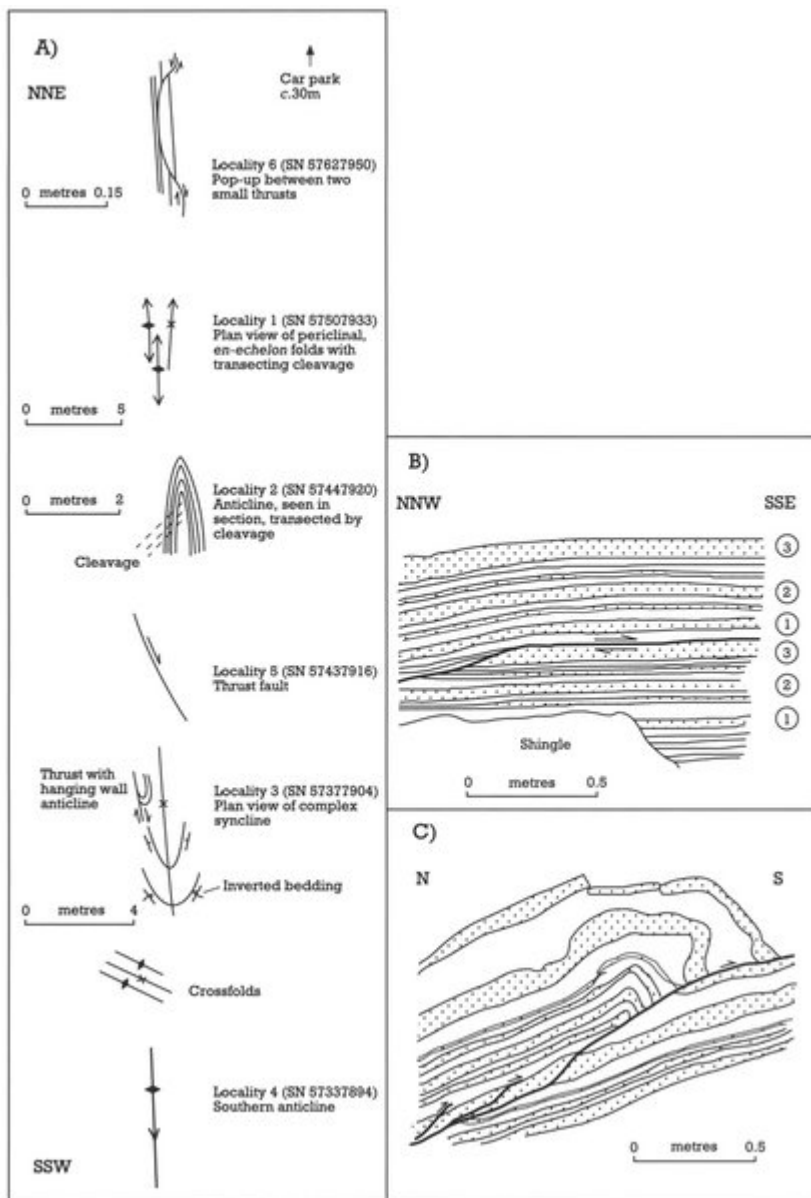 A)
NNE
Car park
c.30m
Locality 6 (SN 57627950)
Pop-up between two
small thrusts
0 metres 0.15
Locality 1 (SN 57507933)
Plan view of periclinal,
en-echelon folds with
transecting cleavage
0 metres 5
Locality 2 (SN 57447920)
Anticline, seen in
section, transected by
cleavage
0 metres 2
Cleavage
Locality 5 (SN 57437916)
Thrust fault
Thrust with
hanging wall
anticline
Locality 3 (SN 57377904)
Plan view of complex
syncline
Inverted bedding
0 metres 4
Crossfolds
Locality 4 (SN 57337894)
Southern anticline
SSW
B)
NNW
SSE
3
2
1
3
2
1
Shingle
0 metres 0.5
C)
N
S
0 metres 0.5